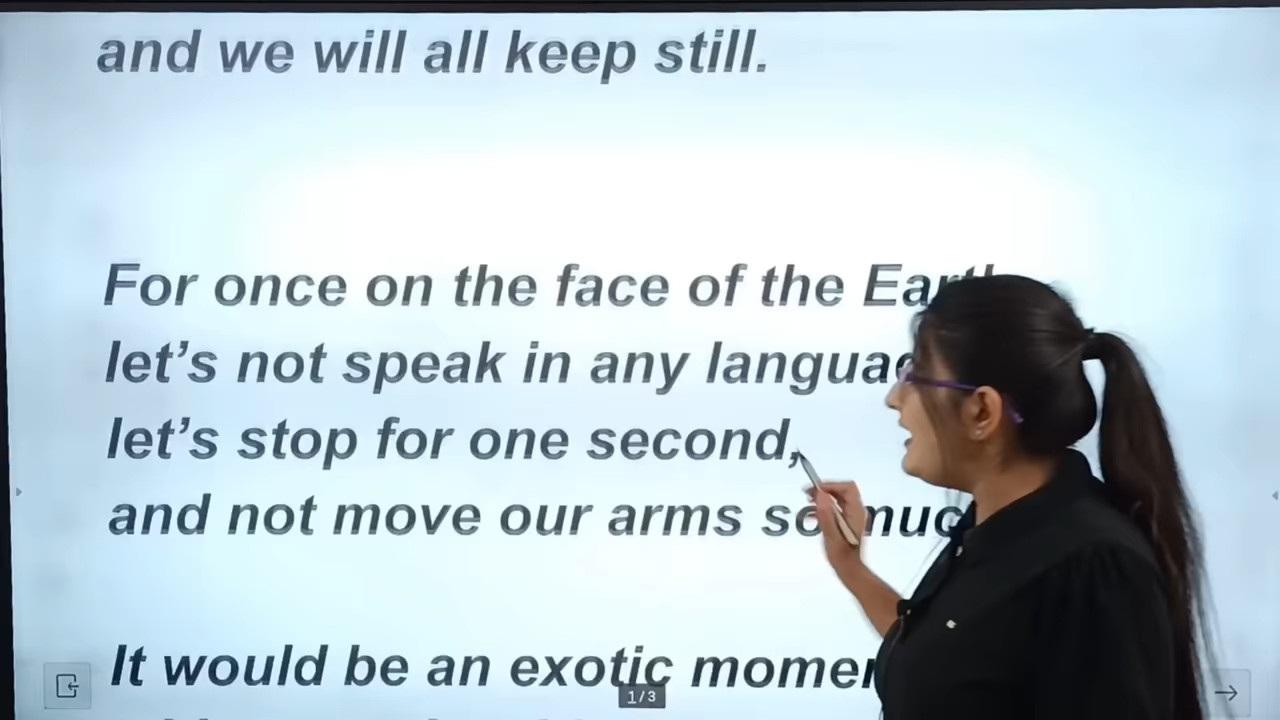 and we will all keep still.
For once on the face of the
let’s not speak in any
let’s stop for one second,
and not move our arms
It would be an exotic
1/3